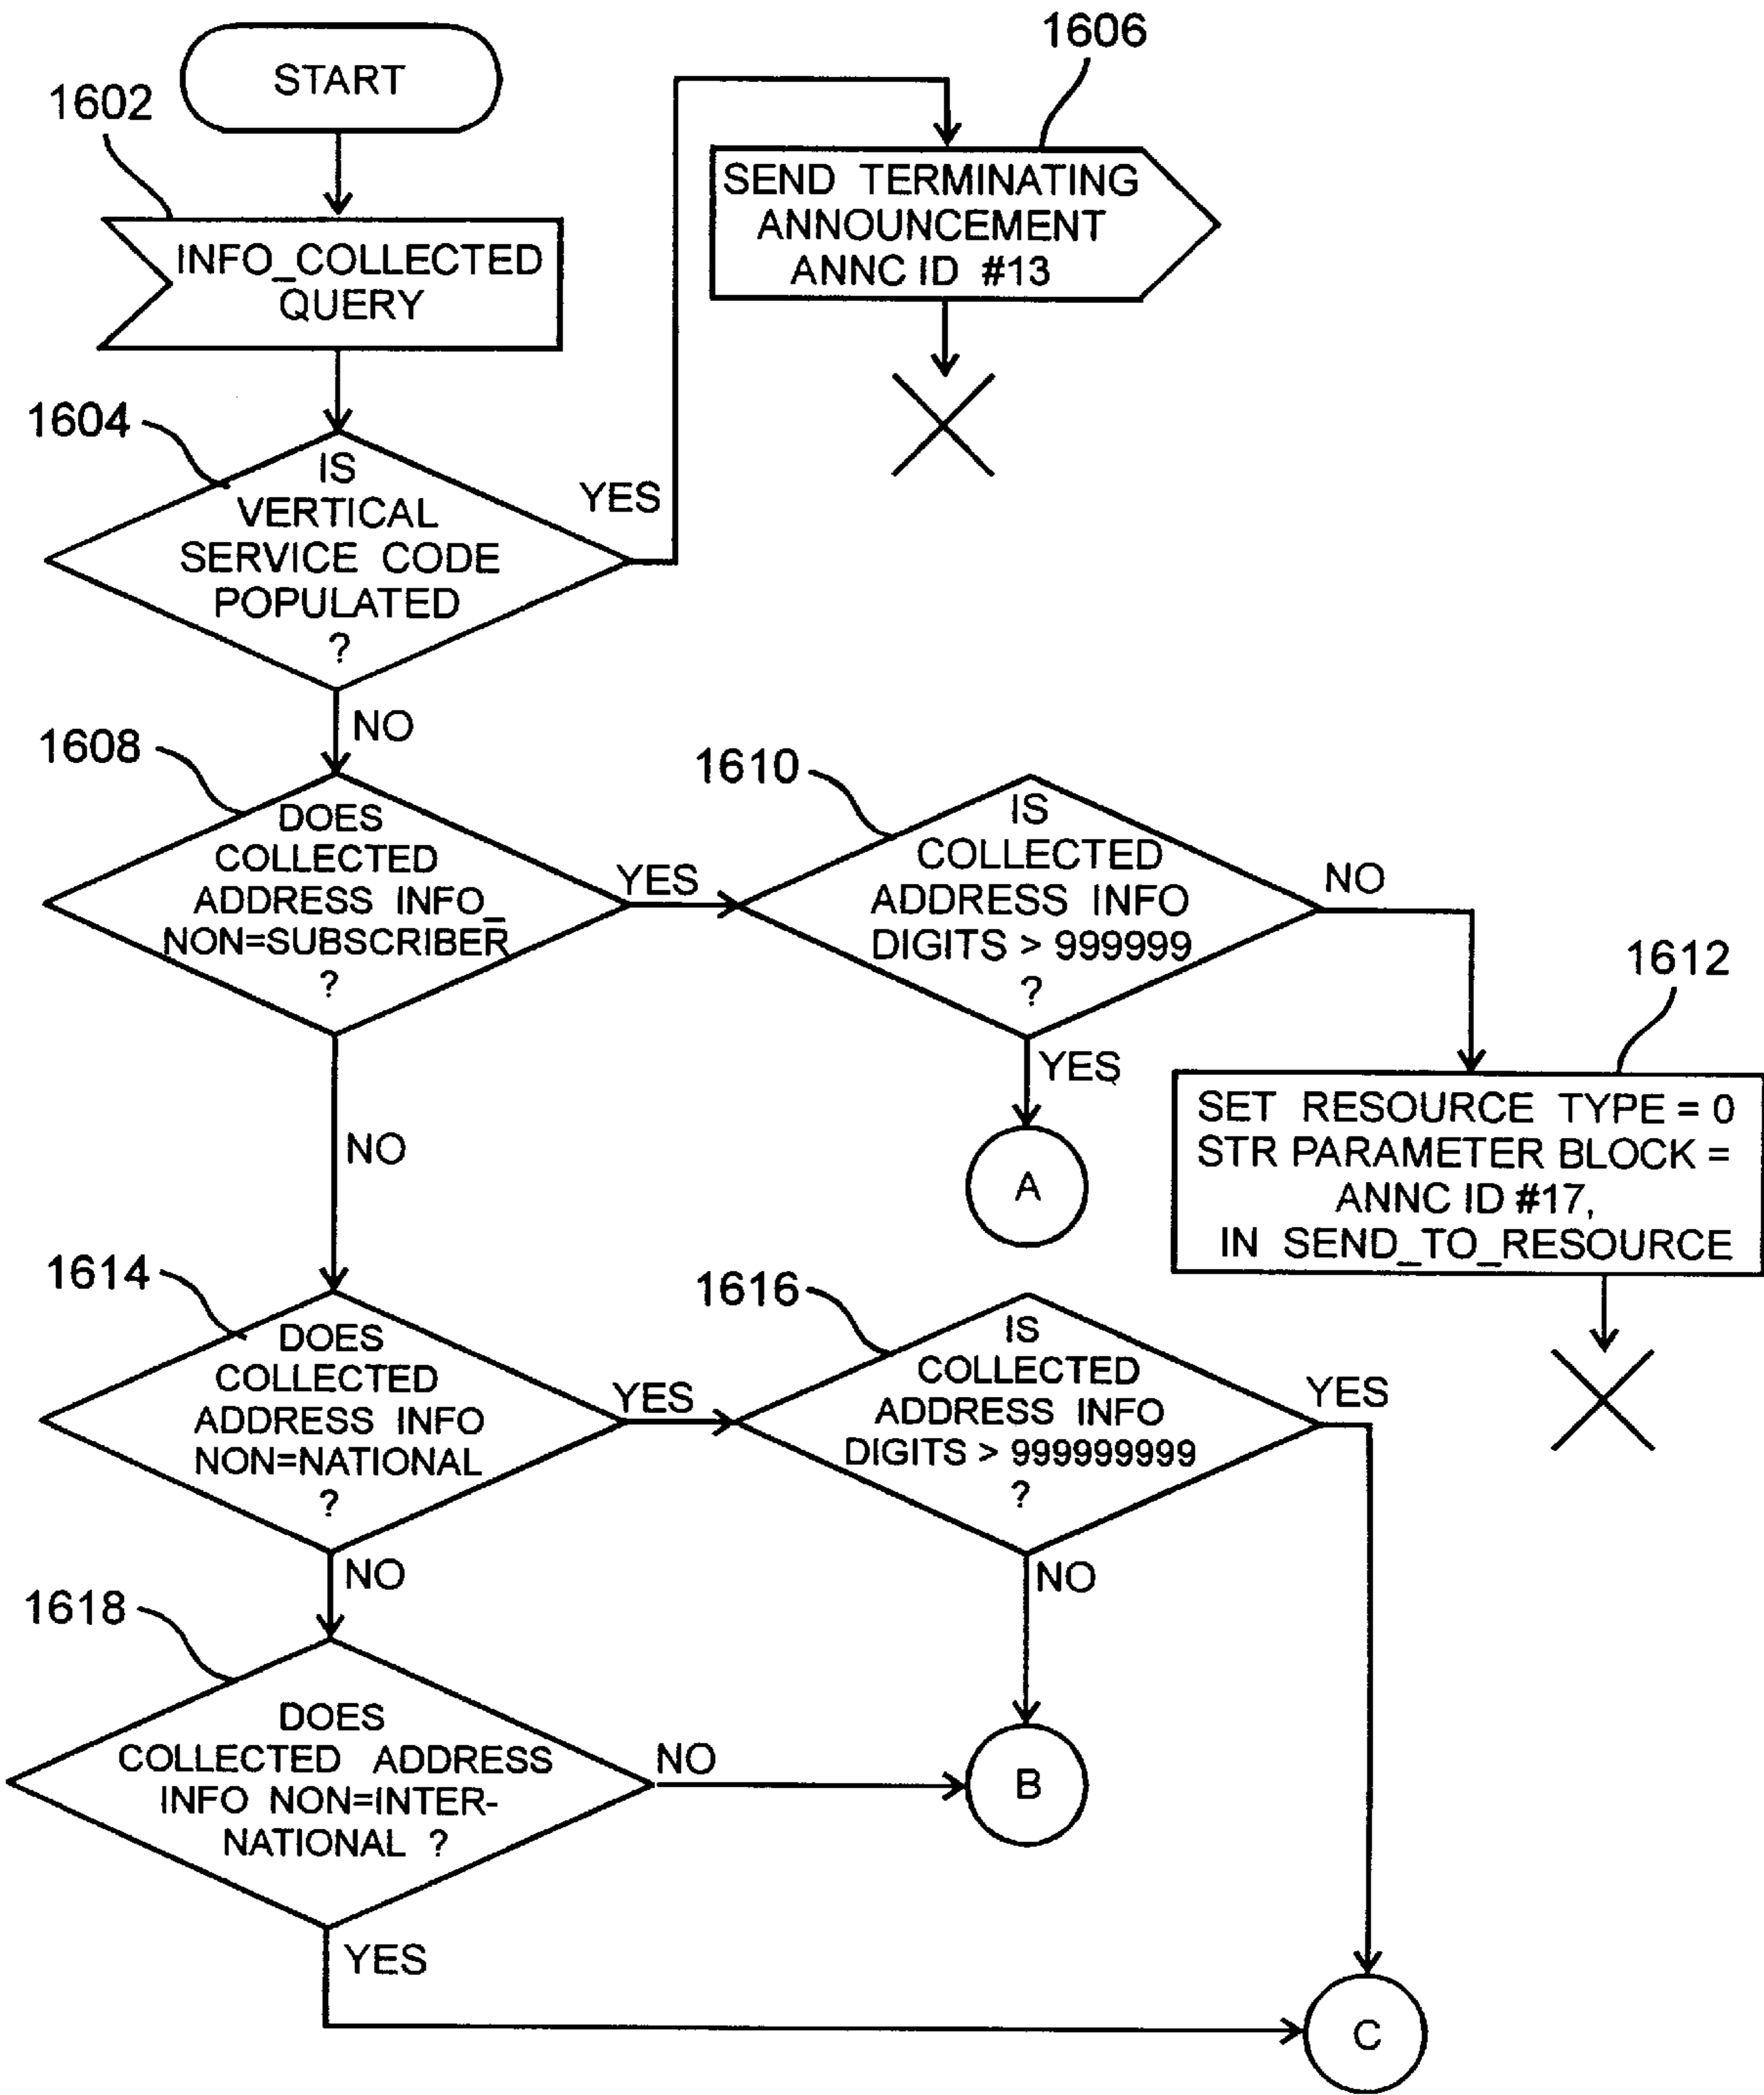 START
1602
INFO_COLLECTED
QUERY
1606
SEND TERMINATING
ANNOUNCEMENT
ANNC ID #13
1604
IS
VERTICAL
SERVICE CODE
POPULATED
?
YES
NO
1608
DOES
COLLECTED
ADDRESS INFO_
NON=SUBSCRIBER
?
YES
1610
IS
COLLECTED
ADDRESS INFO
DIGITS > 999999
?
NO
YES
A
1612
SET RESOURCE TYPE = 0
STR PARAMETER BLOCK =
ANNC ID #17,
IN SEND_TO_RESOURCE
NO
1614
DOES
COLLECTED
ADDRESS INFO
NON=NATIONAL
?
YES
1616
IS
COLLECTED
ADDRESS INFO
DIGITS > 999999999
?
YES
NO
NO
1618
DOES
COLLECTED ADDRESS
INFO NON=INTER-
NATIONAL ?
NO
B
YES
C